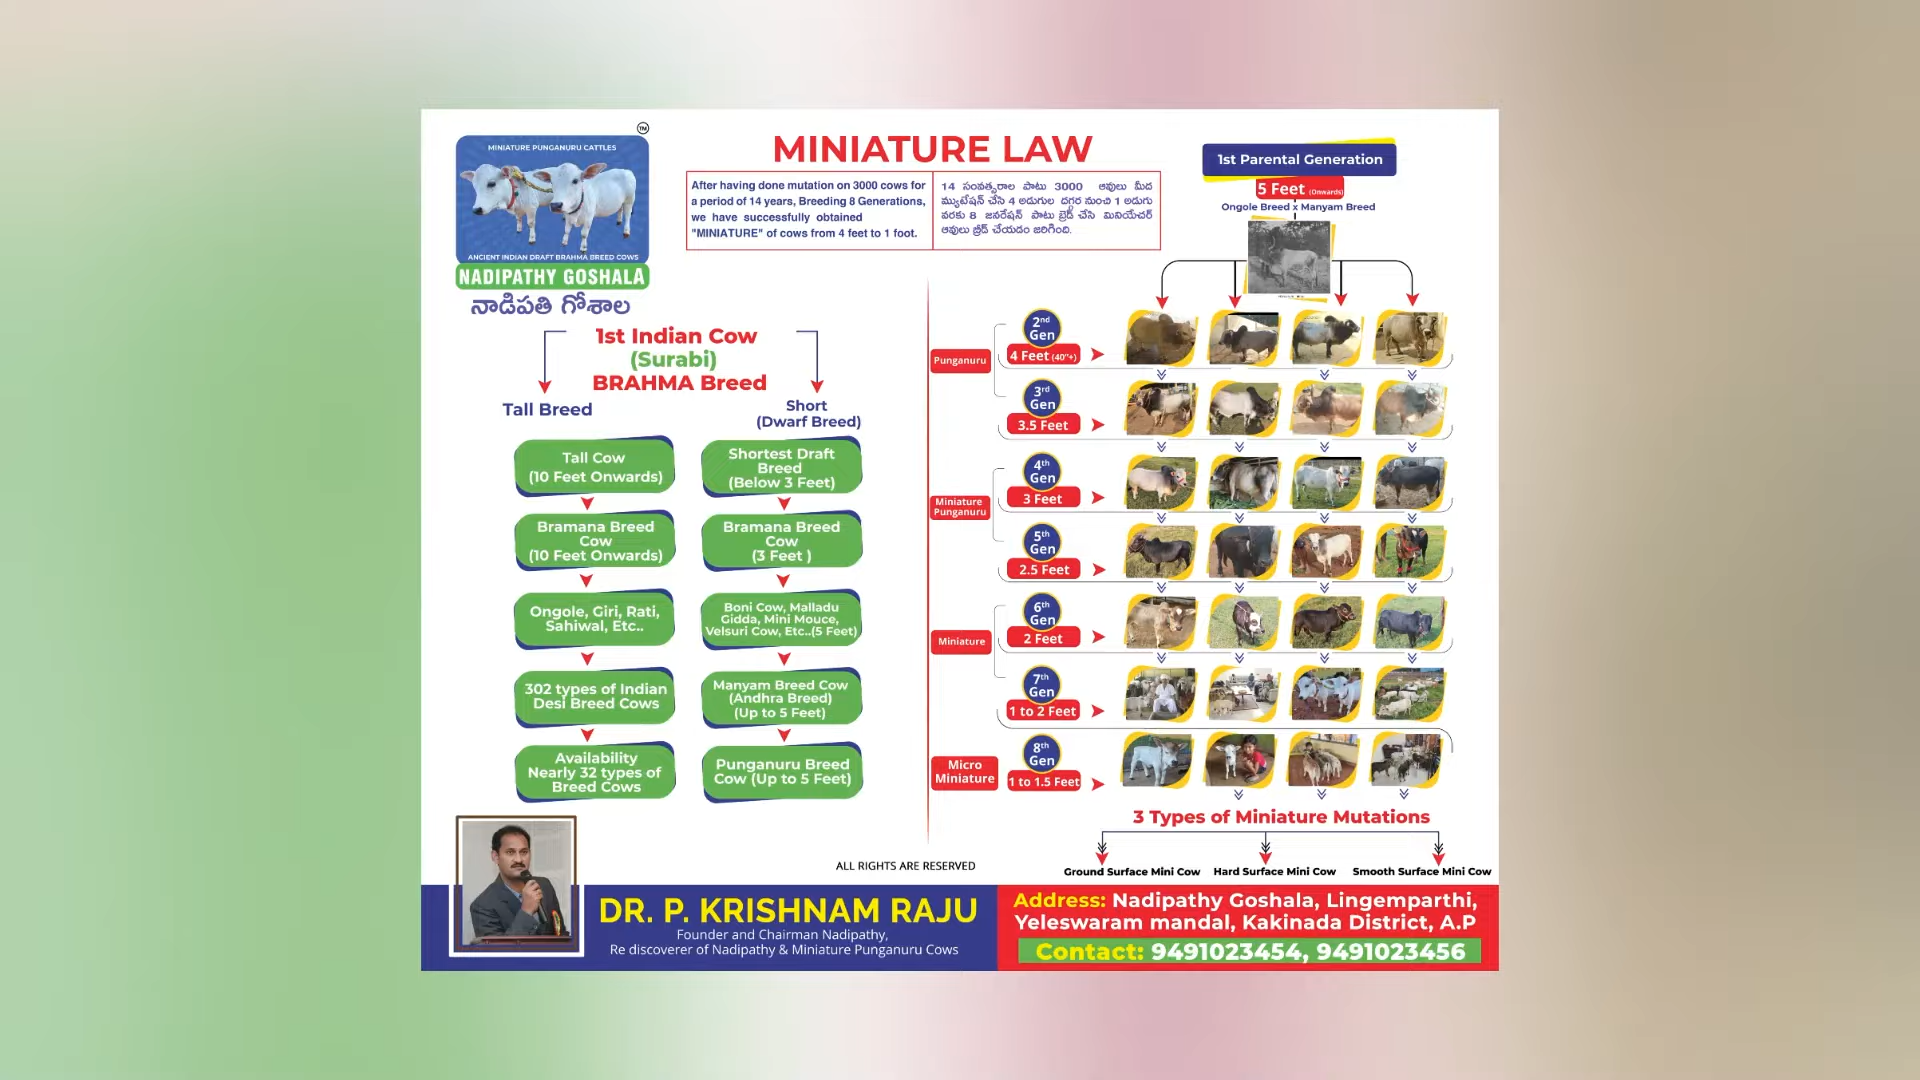 TM
MINIATURE PUNGANURU CATTLES
ANCIENT INDIAN DRAFT BRAHMA BREED COWS
NADIPATHY GOSHALA
నాడిపతి గోశాల
MINIATURE LAW
After having done mutation on 3000 cows for
a period of 14 years, Breeding 8 Generations,
we have successfully obtained
"MINIATURE" of cows from 4 feet to 1 foot.
14 సంవత్సరాల పాటు 3000 ఆవులు మీద
మ్యుటేషన్ చేసి 4 అడుగుల దగ్గర నుంచి 1 అడుగు
వరకు 8 జనరేషన్ పాటు బ్రీడ్ చేసి మినియేచర్
ఆవులు బ్రీడ్ చేయడం జరిగింది.
1st Parental Generation
5 Feet (Onwards)
Ongole Breed x Manyam Breed
1st Indian Cow
(Surabi)
BRAHMA Breed
Tall Breed
Short
(Dwarf Breed)
Tall Cow
(10 Feet Onwards)
Shortest Draft
Breed
(Below 3 Feet)
Bramana Breed
Cow
(10 Feet Onwards)
Bramana Breed
Cow
(3 Feet )
Ongole, Giri, Rati,
Sahiwal, Etc..
Boni Cow, Malladu
Gidda, Mini Mouce,
Velsuri Cow, Etc..(5 Feet)
302 types of Indian
Desi Breed Cows
Manyam Breed Cow
(Andhra Breed)
(Up to 5 Feet)
Availability
Nearly 32 types of
Breed Cows
Punganuru Breed
Cow (Up to 5 Feet)
Punganuru
2nd
Gen
4 Feet (40"+)
3rd
Gen
3.5 Feet
Miniature
Punganuru
4th
Gen
3 Feet
5th
Gen
2.5 Feet
Miniature
6th
Gen
2 Feet
7th
Gen
1 to 2 Feet
Micro
Miniature
8th
Gen
1 to 1.5 Feet
3 Types of Miniature Mutations
Ground Surface Mini Cow
Hard Surface Mini Cow
Smooth Surface Mini Cow
ALL RIGHTS ARE RESERVED
DR. P. KRISHNAM RAJU
Founder and Chairman Nadipathy,
Re discoverer of Nadipathy & Miniature Punganuru Cows
Address: Nadipathy Goshala, Lingemparthi,
Yeleswaram mandal, Kakinada District, A.P
Contact: 9491023454, 9491023456